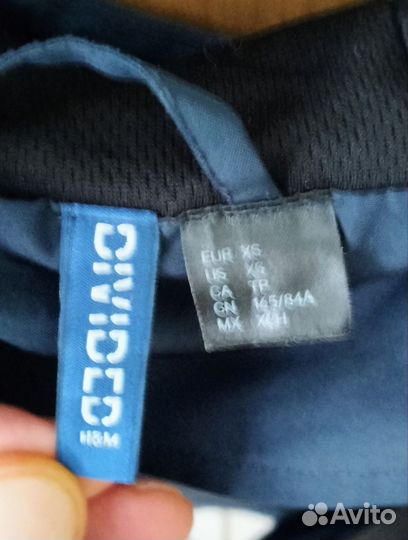 DIVIDED
H&M
EUR XS
US XS
CA TP
CN 165/84A
MX XCH
Avito